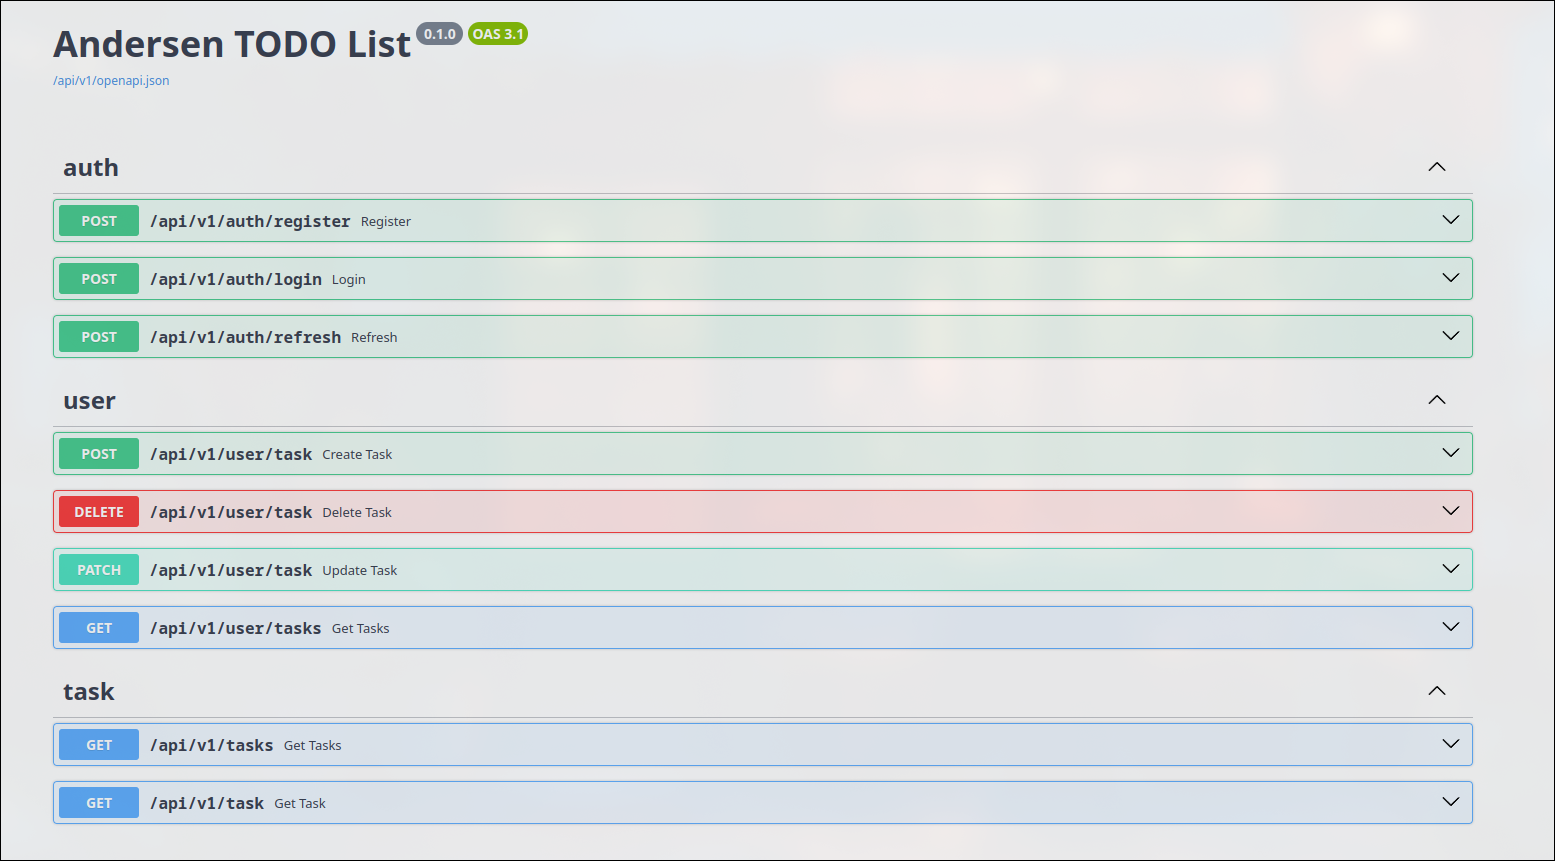 Andersen TODO List 0.1.0 OAS 3.1
/api/v1/openapi.json
auth
POST /api/v1/auth/register Register
POST /api/v1/auth/login Login
POST /api/v1/auth/refresh Refresh
user
POST /api/v1/user/task Create Task
DELETE /api/v1/user/task Delete Task
PATCH /api/v1/user/task Update Task
GET /api/v1/user/tasks Get Tasks
task
GET /api/v1/tasks Get Tasks
GET /api/v1/task Get Task